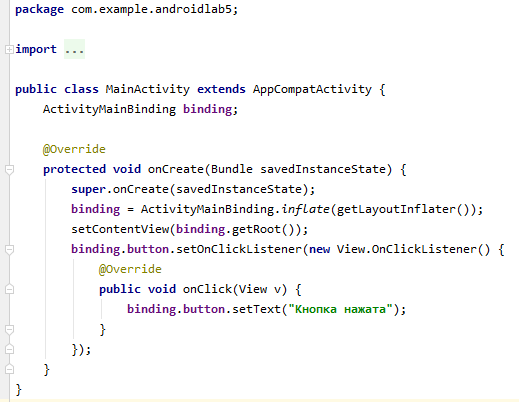 package com.example.androidlab5;
import ...
public class MainActivity extends AppCompatActivity {
ActivityMainBinding binding;
@Override
protected void onCreate(Bundle savedInstanceState) {
super.onCreate(savedInstanceState);
binding = ActivityMainBinding.inflate(getLayoutInflater());
setContentView(binding.getRoot());
binding.button.setOnClickListener(new View.OnClickListener() {
@Override
public void onClick(View v) {
binding.button.setText("Кнопка нажата");
}
});
}
}